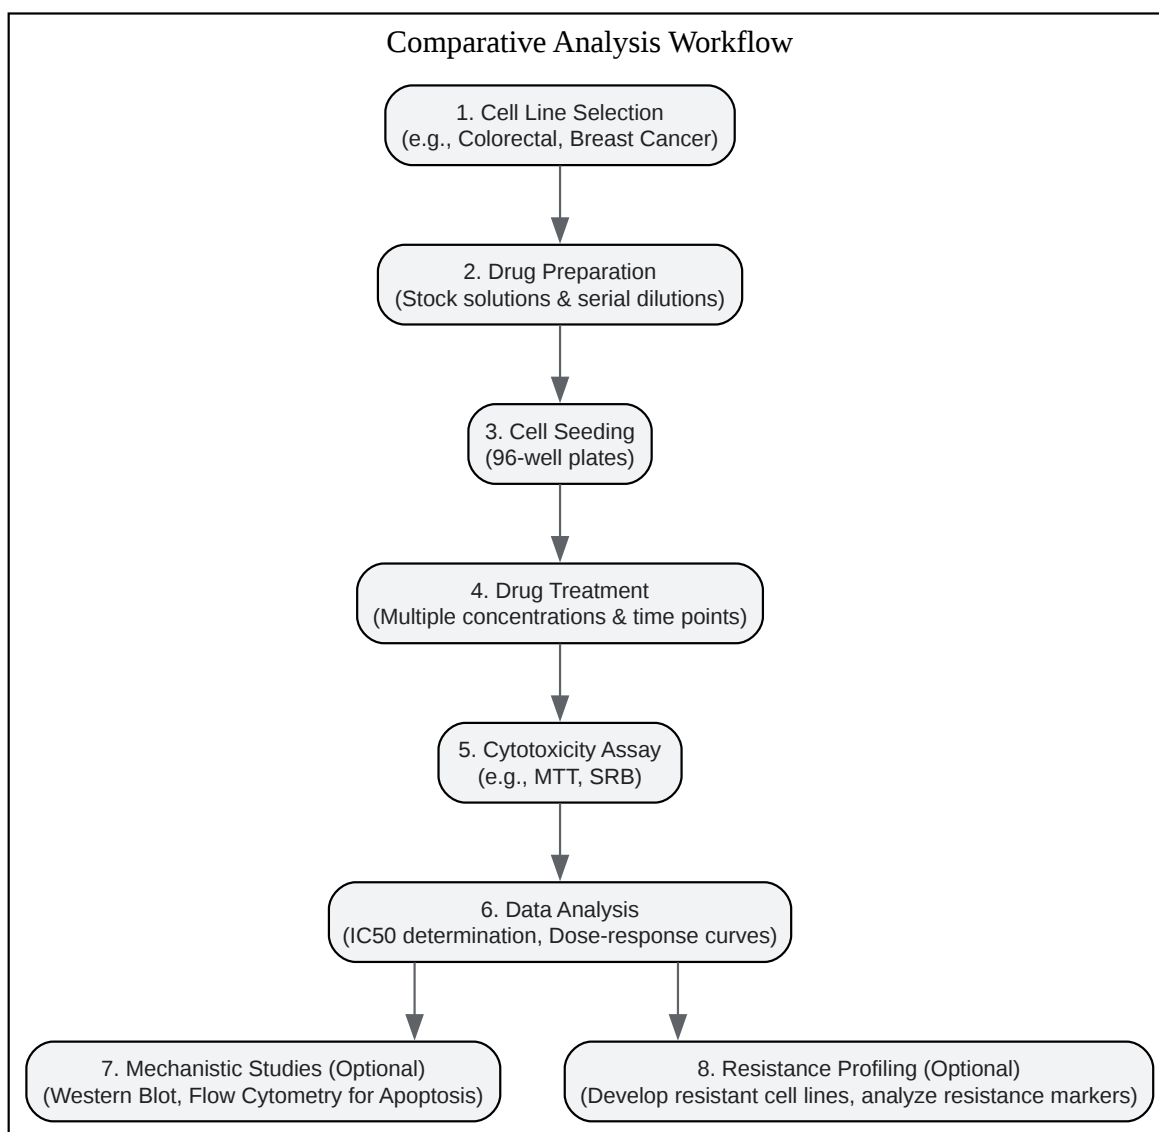 Comparative Analysis Workflow
1. Cell Line Selection
(e.g., Colorectal, Breast Cancer)
2. Drug Preparation
(Stock solutions & serial dilutions)
3. Cell Seeding
(96-well plates)
4. Drug Treatment
(Multiple concentrations & time points)
5. Cytotoxicity Assay
(e.g., MTT, SRB)
6. Data Analysis
(IC50 determination, Dose-response curves)
7. Mechanistic Studies (Optional)
(Western Blot, Flow Cytometry for Apoptosis)
8. Resistance Profiling (Optional)
(Develop resistant cell lines, analyze resistance markers)